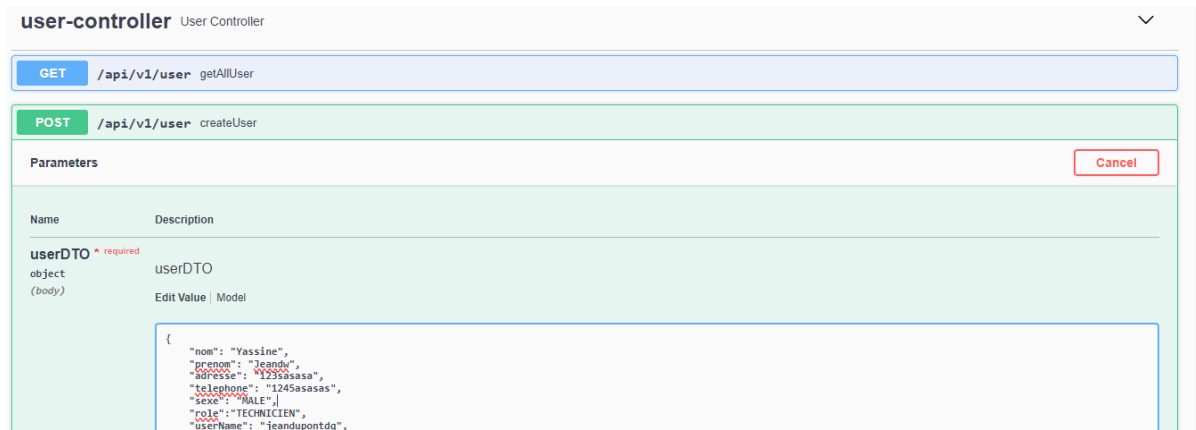 user-controller User Controller
GET /api/v1/user getAllUser
POST /api/v1/user createUser
Parameters
Cancel
Name Description
userDTO * required
object
(body)
userDTO
Edit Value | Model
{
"nom": "Yassine",
"prenom": "Jeandw",
"adresse": "123sasasa",
"telephone": "1245asasas",
"sexe": "MALE",
"role":"TECHNICIEN",
"userName": "jeandupontdq",